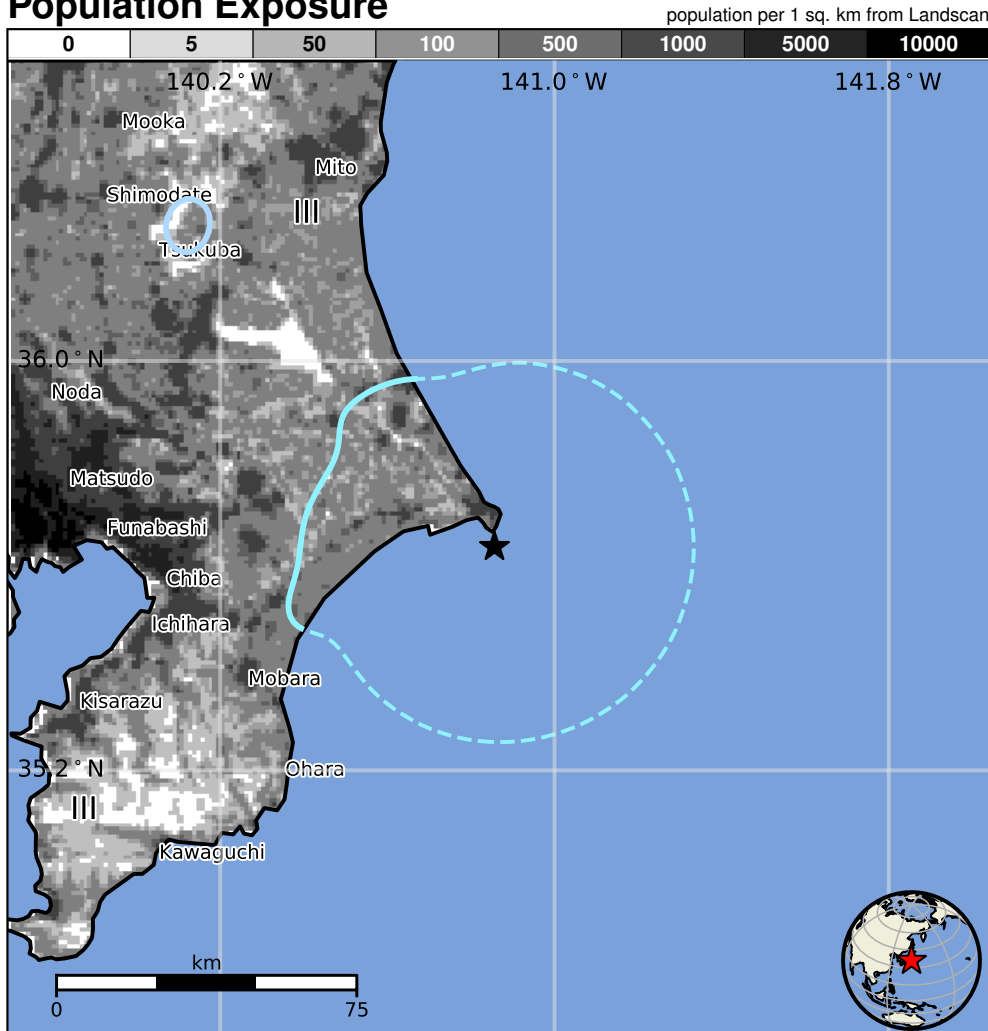 Population Exposure
population per 1 sq. km from Landscan
0 5 50 100 500 1000 5000 10000
140.2°W 141.0°W 141.8°W
Mooka
Mito
Shimodate
III
Tsukuba
36.0°N
Noda
Matsudo
Funabashi
Chiba
Ichihara
Mobara
Kisarazu
35.2°N
Ohara
III
Kawaguchi
km
0 75